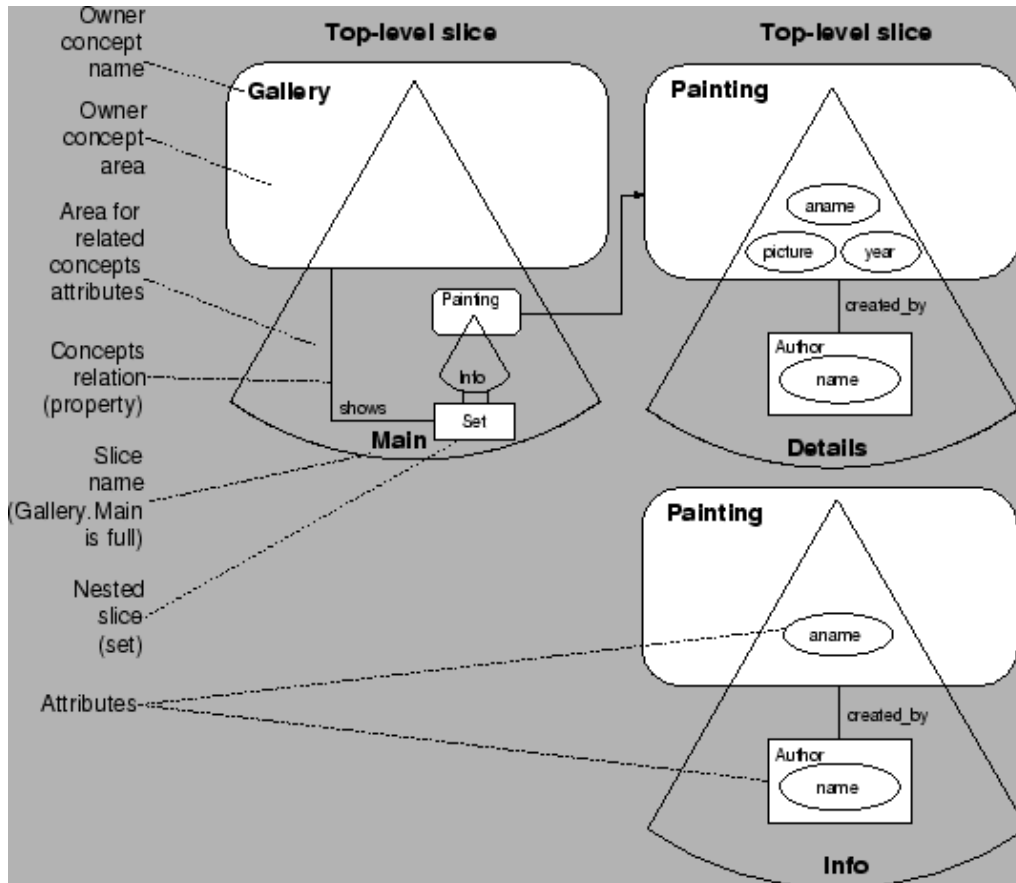 Owner
concept
name
Owner
concept
area
Area for
related
concepts
attributes
Concepts
relation
(property)
Slice
name
(Gallery.Main
is full)
Nested
slice
(set)
Attributes
Top-level slice
Gallery
Painting
Info
Set
shows
Main
Top-level slice
Painting
aname
picture
year
created_by
Author
name
Details
Painting
aname
created_by
Author
name
Info